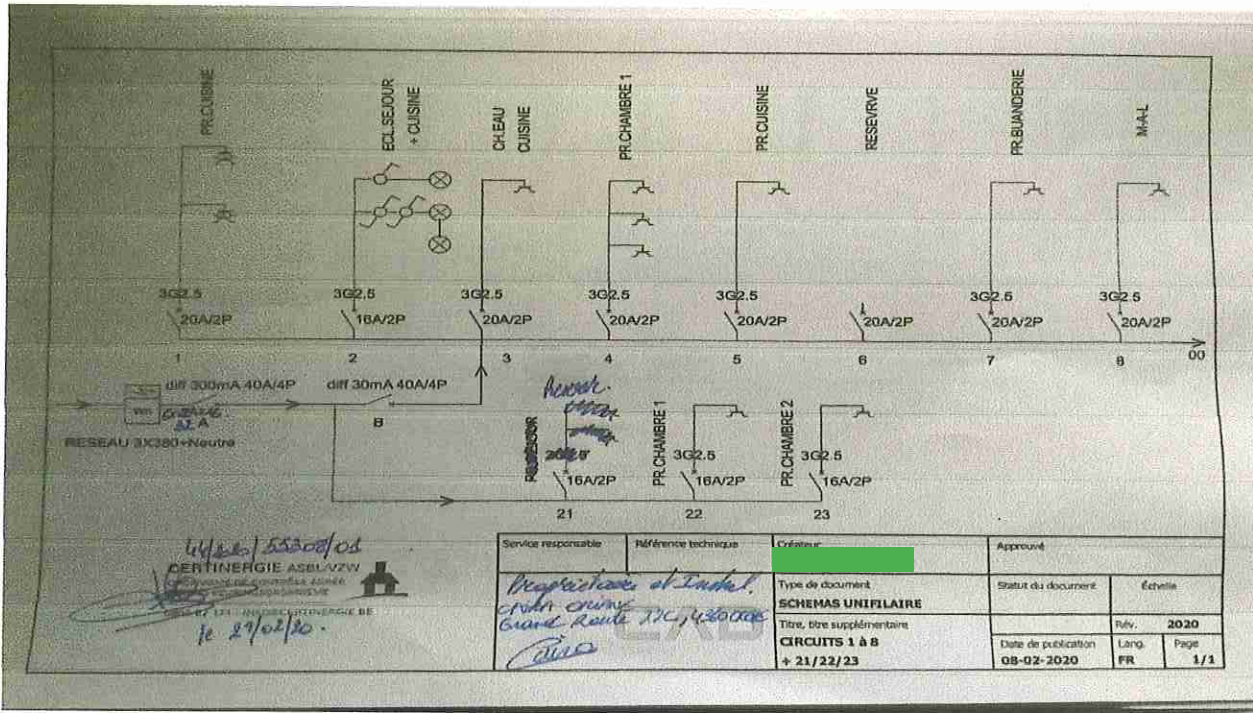 PR.CUISINE
ECL.SEJOUR
+ CUISINE
CH.EAU
CUISINE
PR.CHAMBRE 1
PR.CUISINE
RESEVRVE
PR.BUANDERIE
M-A-L
3G2.5
3G2.5
3G2.5
3G2.5
3G2.5
3G2.5
3G2.5
20A/2P
16A/2P
20A/2P
20A/2P
20A/2P
20A/2P
20A/2P
20A/2P
1
2
3
4
5
6
7
8
00
diff 300mA 40A/4P
diff 30mA 40A/4P
32 A
B
RESEAU 3X380+Neutre
PR.CHAMBRE 1
PR.CHAMBRE 2
3G2.5
3G2.5
16A/2P
16A/2P
16A/2P
21
22
23
CERTINERGIE ASBL/VZW
le 27/02/20.
Service responsable
Référence technique
Créateur
Approuvé
Propriétaire et Instal.
Grand Route
Type de document
SCHEMAS UNIFILAIRE
Statut du document
Échelle
Titre, titre supplémentaire
CIRCUITS 1 à 8
+ 21/22/23
Rév.
2020
Date de publication
08-02-2020
Lang.
FR
Page
1/1